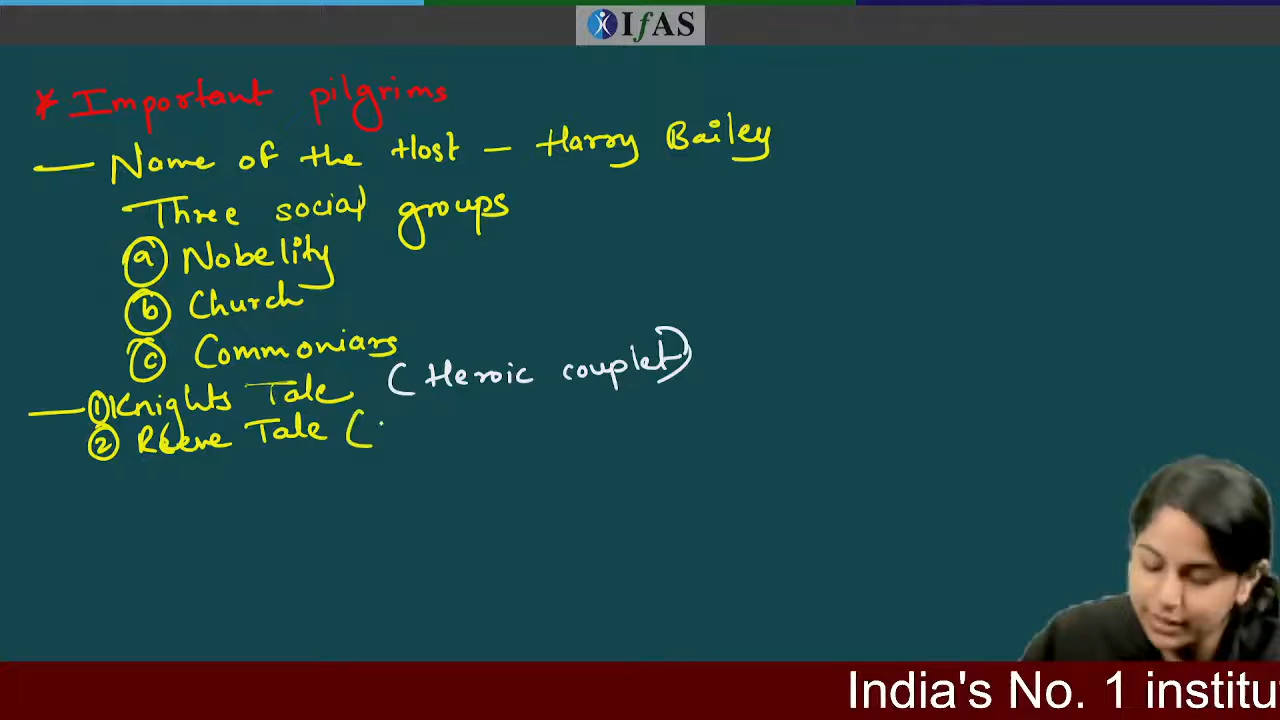 IfAS
* Important pilgrims
— Name of the Host – Harry Bailey
Three social groups
(a) Nobelity
(b) Church
(c) Commoniars
— (1) Knights Tale (Heroic couplet)
(2) Reeve Tale (
India's No. 1 institu